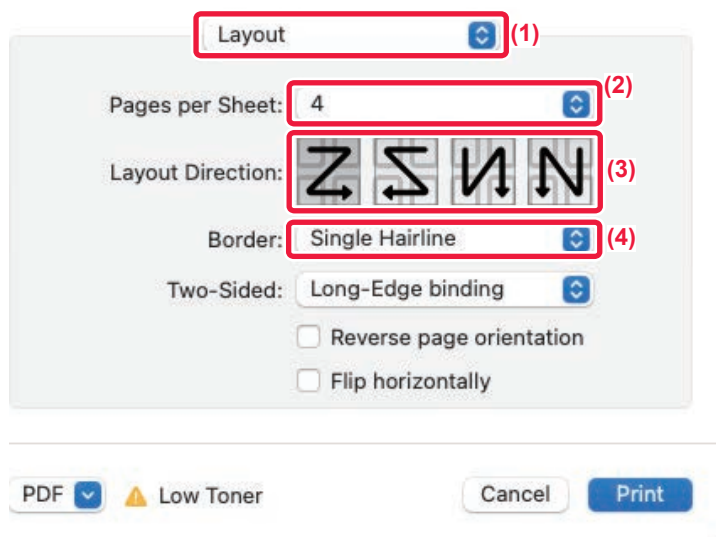 Layout (1)
Pages per Sheet: 4 (2)
Layout Direction: (3)
Border: Single Hairline (4)
Two-Sided: Long-Edge binding
Reverse page orientation
Flip horizontally
PDF Low Toner Cancel Print